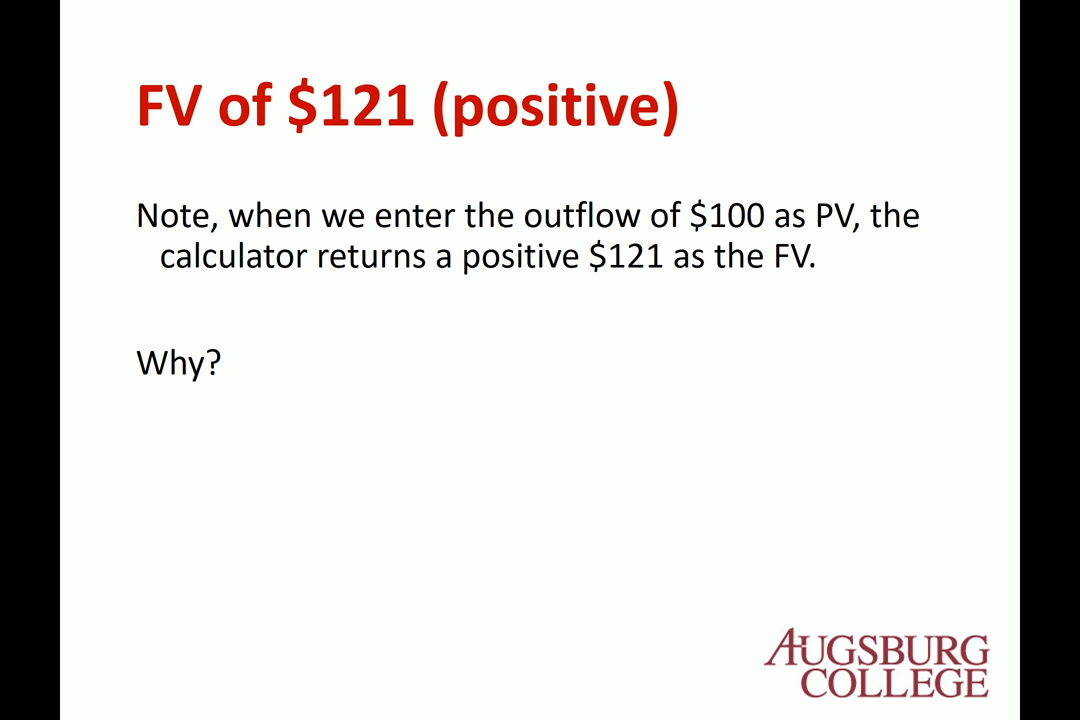 FV of $121 (positive)
Note, when we enter the outflow of $100 as PV, the
calculator returns a positive $121 as the FV.
Why?
AUGSBURG
COLLEGE